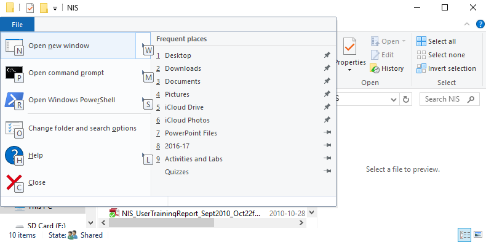 NIS
File
Open new window
N
W
Open command prompt
P
M
Open Windows PowerShell
R
S
Change folder and search options
O
Help
H
L
Close
C
Frequent places
1 Desktop
2 Downloads
3 Documents
4 Pictures
5 iCloud Drive
6 iCloud Photos
7 PowerPoint Files
8 2016-17
9 Activities and Labs
Quizzes
Properties
Open
Edit
History
Open
Select all
Select none
Invert selection
Select
Search NIS
Select a file to preview.
SD Card (E:)
NIS_UserTrainingReport_Sept2010_Oct22f...
2010-10-28
10 items
State:
Shared